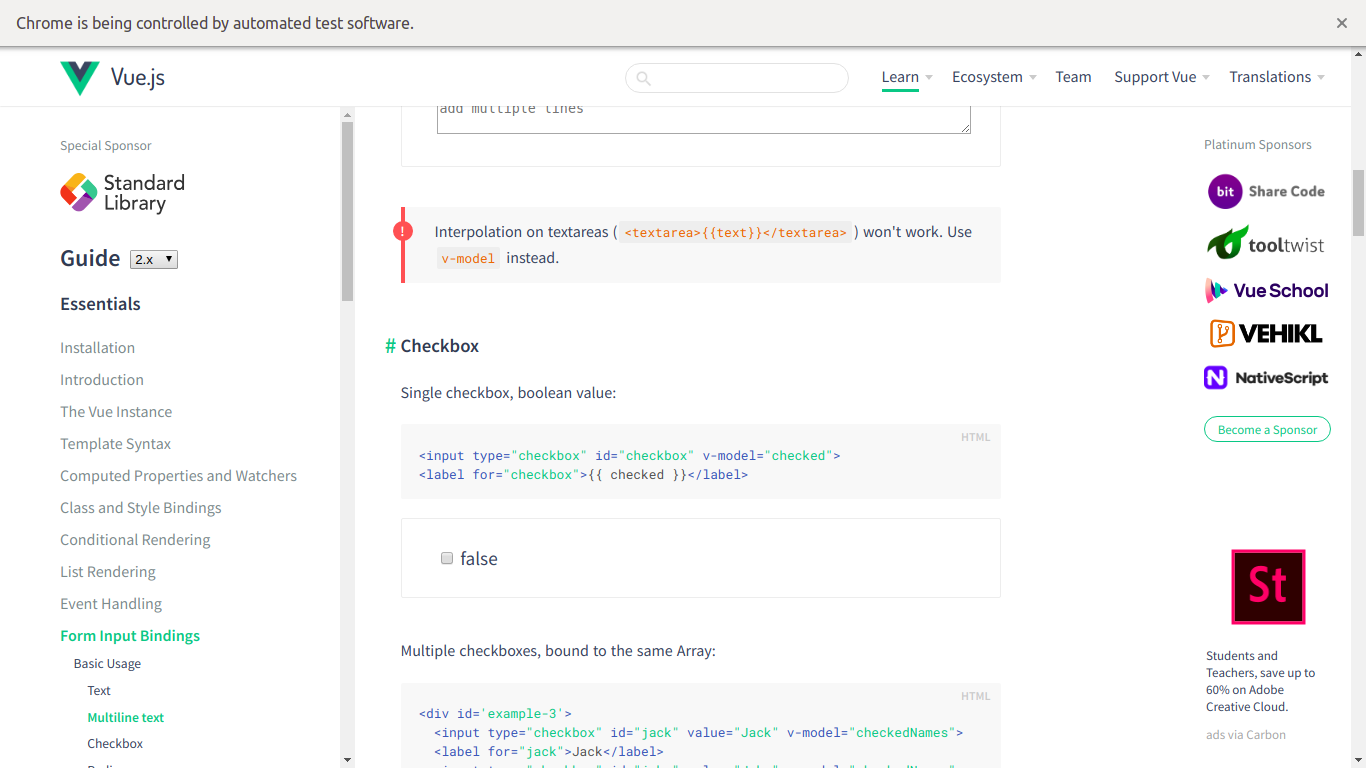 Chrome is being controlled by automated test software.
Vue.js
Learn Ecosystem Team Support Vue Translations
Special Sponsor
Standard
Library
Guide 2.x
Essentials
Installation
Introduction
The Vue Instance
Template Syntax
Computed Properties and Watchers
Class and Style Bindings
Conditional Rendering
List Rendering
Event Handling
Form Input Bindings
Basic Usage
Text
Multiline text
Checkbox
add multiple lines
Interpolation on textareas ( <textarea>{{text}}</textarea> ) won't work. Use
v-model instead.
# Checkbox
Single checkbox, boolean value:
HTML
<input type="checkbox" id="checkbox" v-model="checked">
<label for="checkbox">{{ checked }}</label>
false
Multiple checkboxes, bound to the same Array:
HTML
<div id='example-3'>
<input type="checkbox" id="jack" value="Jack" v-model="checkedNames">
<label for="jack">Jack</label>
Platinum Sponsors
bit Share Code
tooltwist
Vue School
VEHIKL
NativeScript
Become a Sponsor
St
Students and
Teachers, save up to
60% on Adobe
Creative Cloud.
ads via Carbon